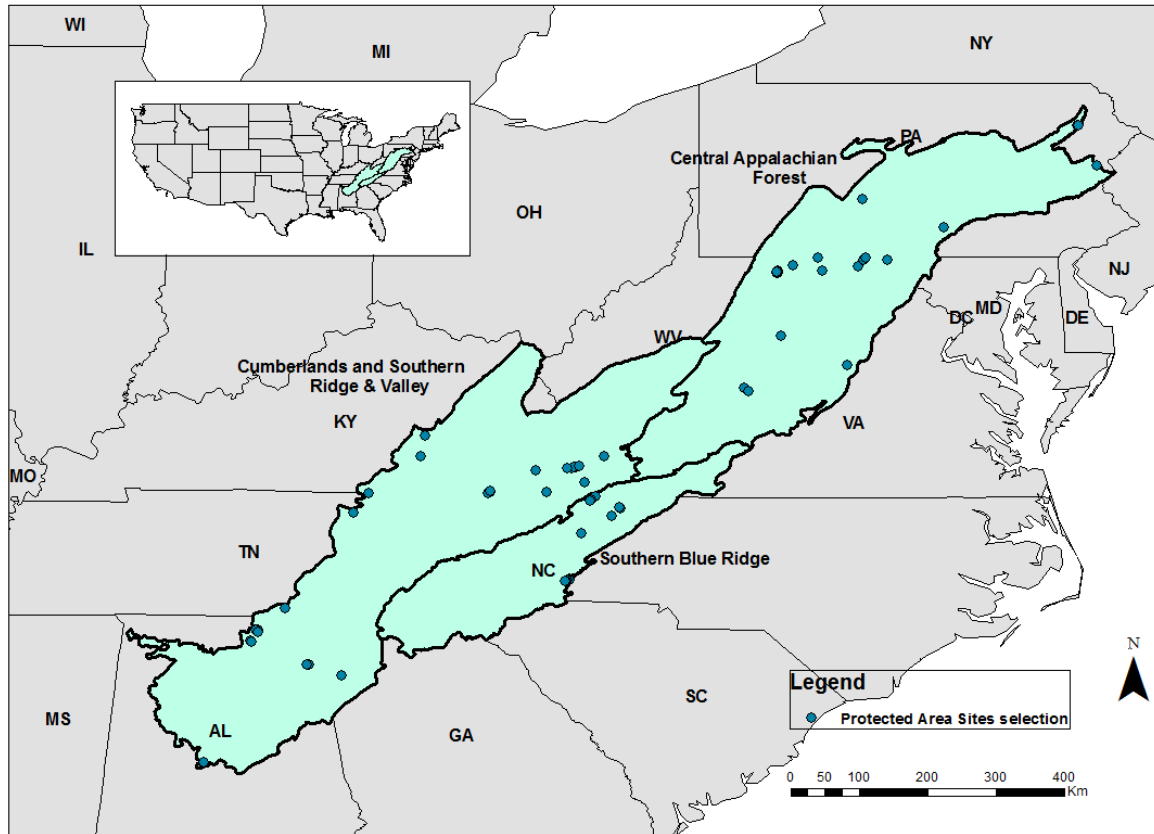 WI
MI
NY
PA
Central Appalachian
Forest
OH
IL
NJ
MD
DC
DE
WV
Cumberlands and Southern
Ridge & Valley
KY
VA
MO
TN
NC
Southern Blue Ridge
N
SC
Legend
Protected Area Sites selection
MS
AL
GA
0 50 100 200 300 400
Km